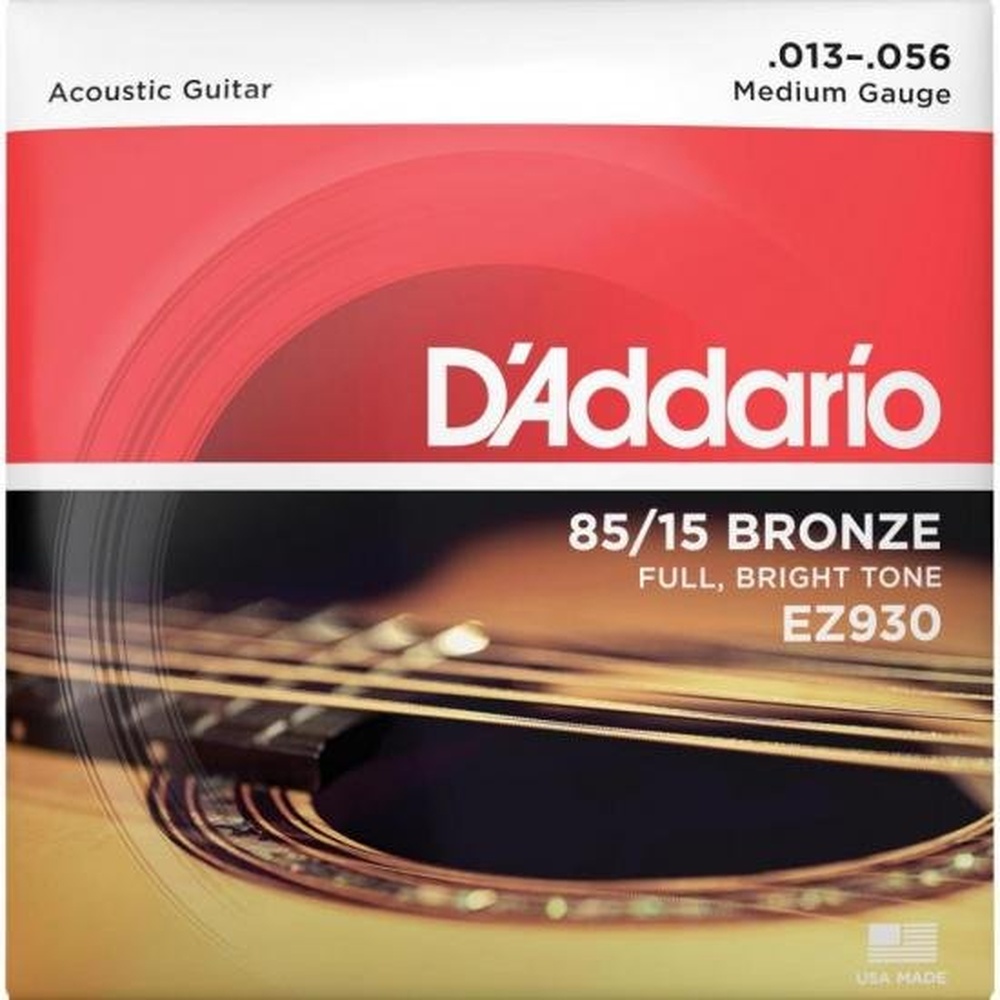 Acoustic Guitar
.013–.056
Medium Gauge
D'Addario
85/15 BRONZE
FULL, BRIGHT TONE
EZ930
USA MADE